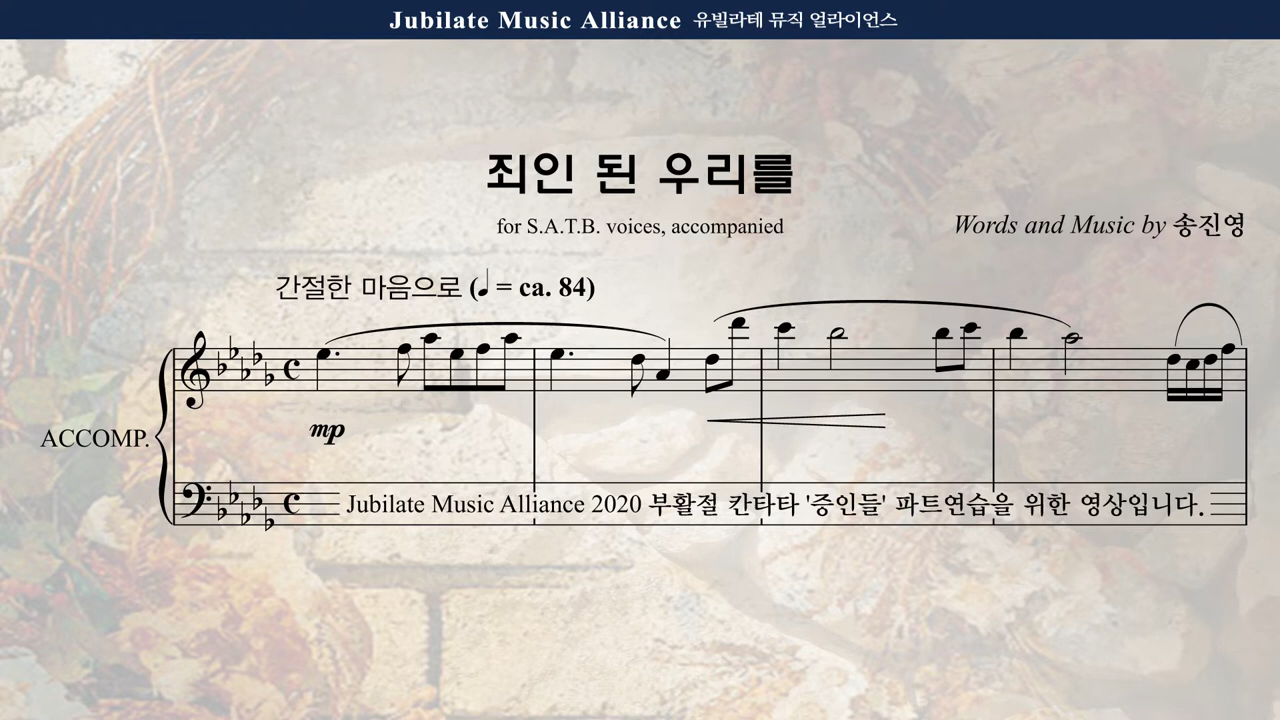 Jubilate Music Alliance 유빌라테 뮤직 얼라이언스
죄인 된 우리를
for S.A.T.B. voices, accompanied
Words and Music by 송진영
간절한 마음으로 (♩ = ca. 84)
mp
ACCOMP.
Jubilate Music Alliance 2020 부활절 칸타타 '증인들' 파트연습을 위한 영상입니다.